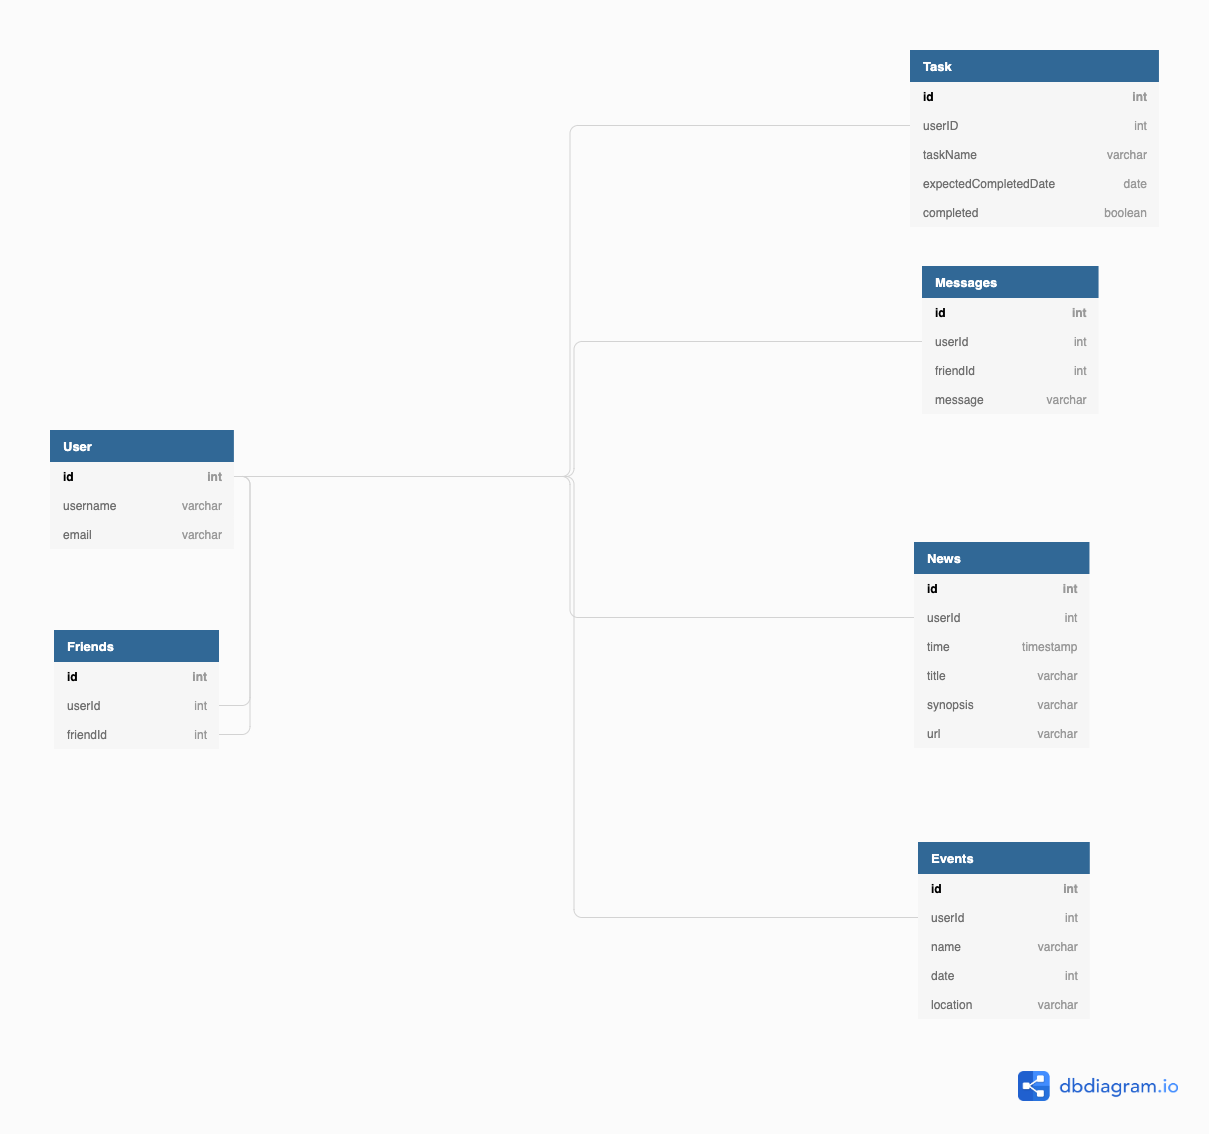 Task
id int
userID int
taskName varchar
expectedCompletedDate date
completed boolean
Messages
id int
userId int
friendId int
message varchar
User
id int
username varchar
email varchar
News
id int
userId int
time timestamp
title varchar
synopsis varchar
url varchar
Friends
id int
userId int
friendId int
Events
id int
userId int
name varchar
date int
location varchar
dbdiagram.io